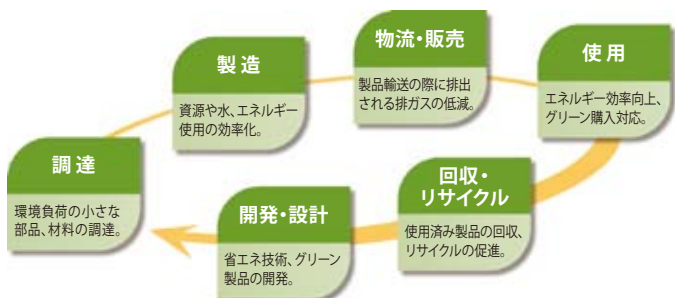 調達
環境負荷の小さな
部品、材料の調達。
製造
資源や水、エネルギー
使用の効率化。
物流・販売
製品輸送の際に排出
される排ガスの低減。
使用
エネルギー効率向上、
グリーン購入対応。
回収・
リサイクル
使用済み製品の回収、
リサイクルの促進。
開発・設計
省エネ技術、グリーン
製品の開発。